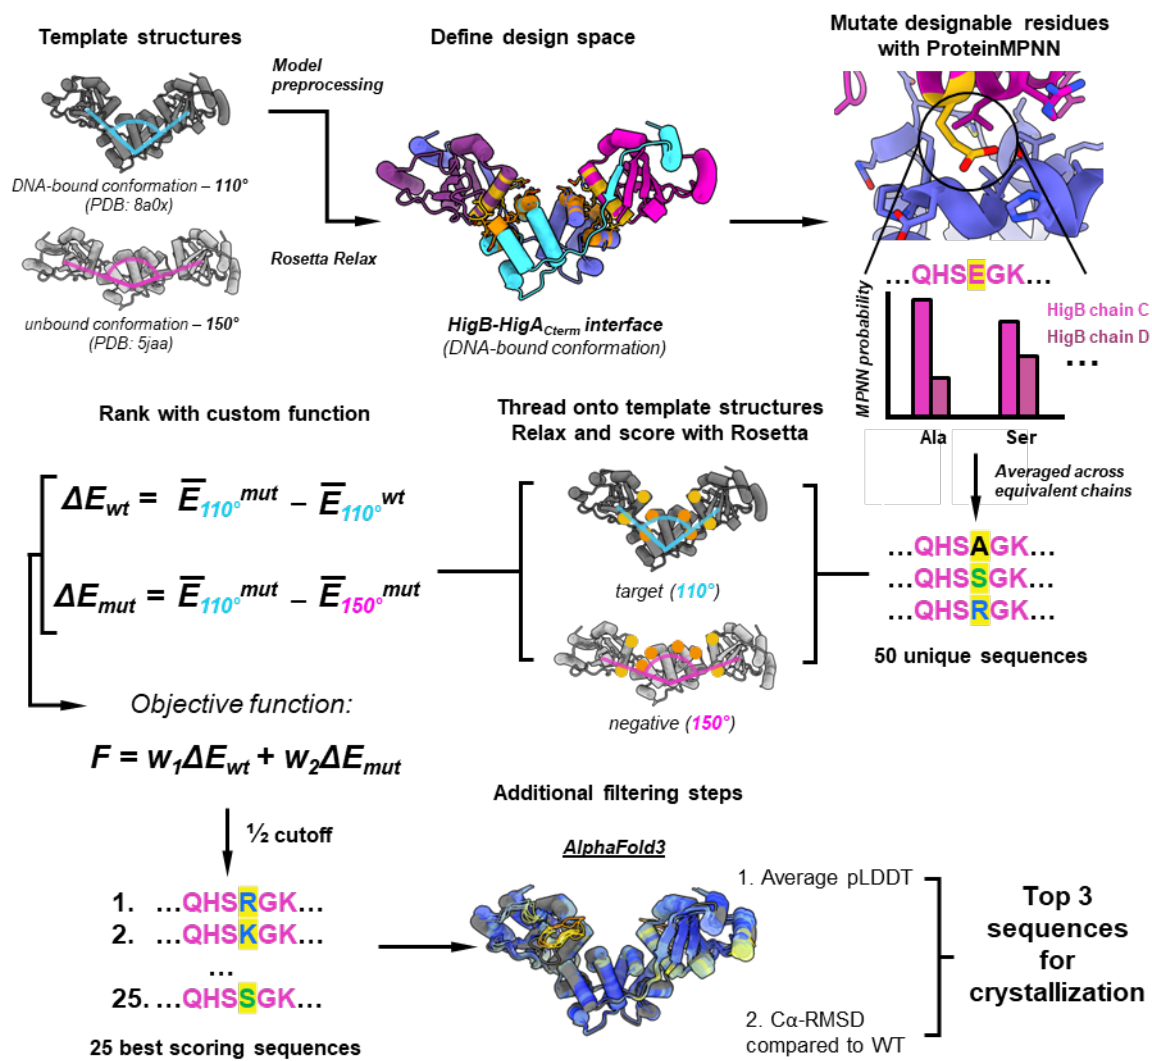 Template structures
DNA-bound conformation – 110°
(PDB: 8a0x)
unbound conformation – 150°
(PDB: 5jaa)
Model
preprocessing
Rosetta Relax
Define design space
HigB-HigACterm interface
(DNA-bound conformation)
Mutate designable residues
with ProteinMPNN
...QHSEGK...
MPNN probability
HigB chain C
HigB chain D
...
Ala
Ser
Averaged across
equivalent chains
...QHSAGK...
...QHSSGK...
...QHSRGK...
50 unique sequences
Thread onto template structures
Relax and score with Rosetta
target (110°)
negative (150°)
Rank with custom function
ΔEwt = E̅110°mut – E̅110°wt
ΔEmut = E̅110°mut – E̅150°mut
Objective function:
F = w1ΔEwt + w2ΔEmut
½ cutoff
1. ...QHSRGK...
2. ...QHSKGK...
...
25. ...QHSSGK...
25 best scoring sequences
Additional filtering steps
AlphaFold3
1. Average pLDDT
2. Cα-RMSD
compared to WT
Top 3
sequences
for
crystallization